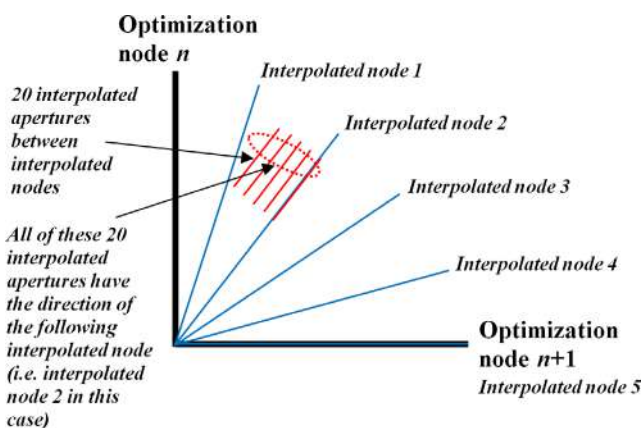 Optimization
node n
20 interpolated
apertures
between
interpolated
nodes
All of these 20
interpolated
apertures have
the direction of
the following
interpolated node
(i.e. interpolated
node 2 in this
case)
Interpolated node 1
Interpolated node 2
Interpolated node 3
Interpolated node 4
Optimization
node n+1
Interpolated node 5